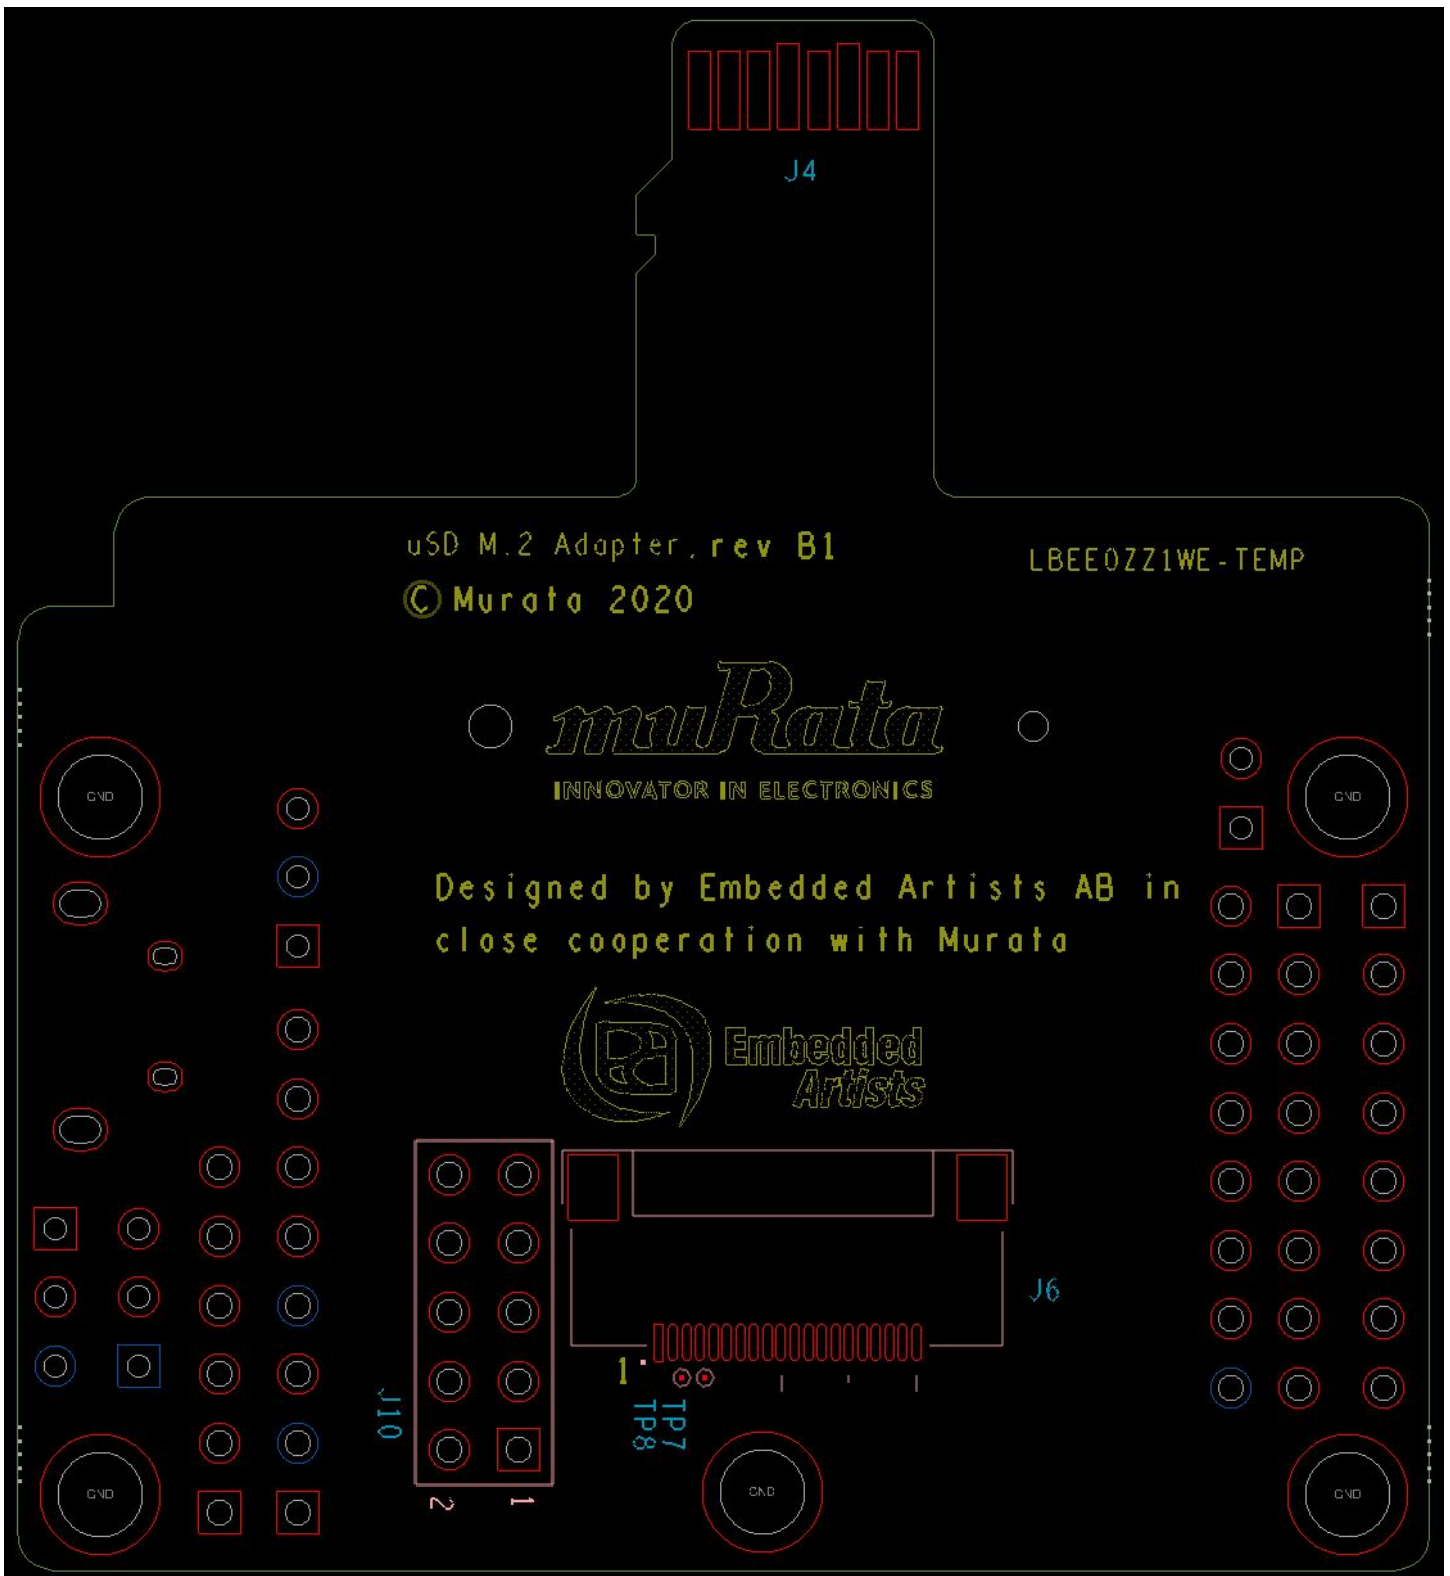 J4
uSD M.2 Adapter, rev B1
LBEE0ZZ1WE-TEMP
© Murata 2020
muRata
INNOVATOR IN ELECTRONICS
GND
GND
Designed by Embedded Artists AB in
close cooperation with Murata
Embedded
Artists
J6
1
J10
TP7
TP8
2
1
GND
GND
GND